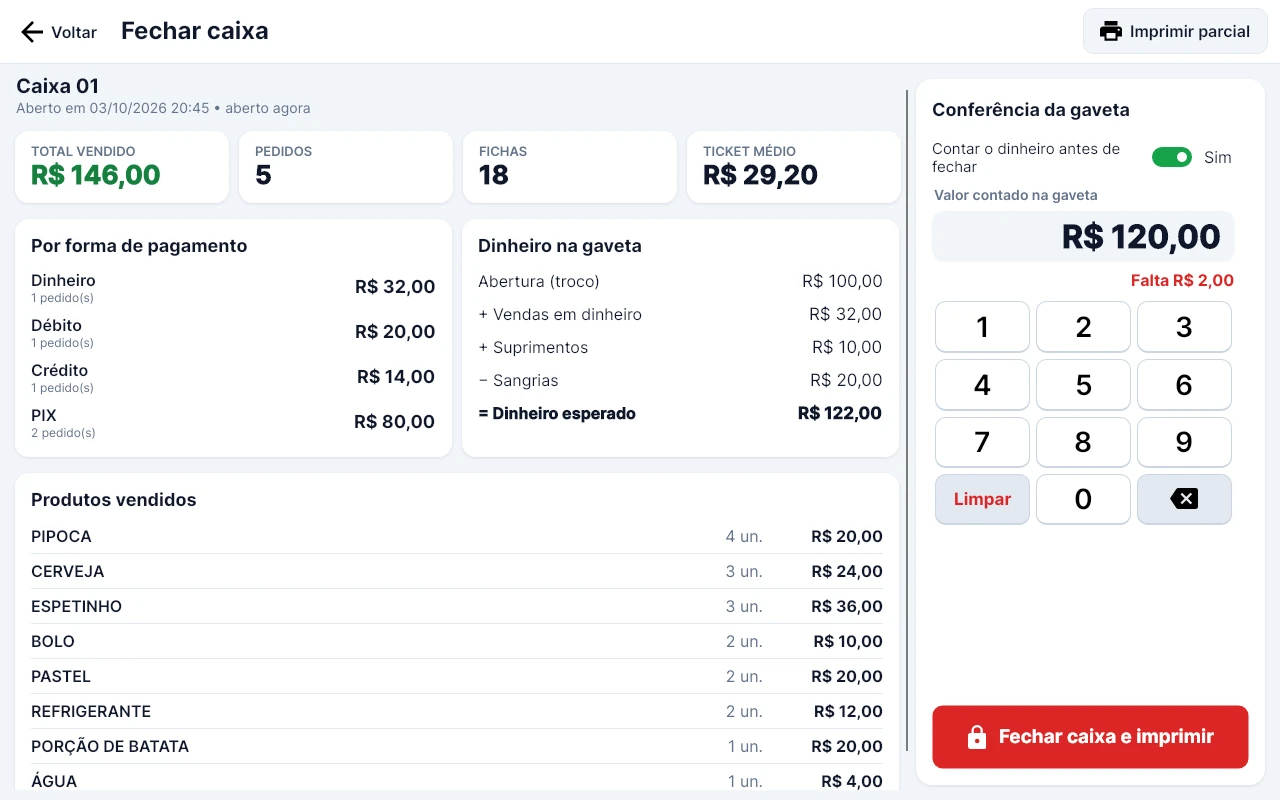 Voltar
Fechar caixa
Imprimir parcial
Caixa 01
Aberto em 03/10/2026 20:45 • aberto agora
TOTAL VENDIDO
R$ 146,00
PEDIDOS
5
FICHAS
18
TICKET MÉDIO
R$ 29,20
Por forma de pagamento
Dinheiro
1 pedido(s)
R$ 32,00
Débito
1 pedido(s)
R$ 20,00
Crédito
1 pedido(s)
R$ 14,00
PIX
2 pedido(s)
R$ 80,00
Dinheiro na gaveta
Abertura (troco) R$ 100,00
+ Vendas em dinheiro R$ 32,00
+ Suprimentos R$ 10,00
− Sangrias R$ 20,00
= Dinheiro esperado R$ 122,00
Produtos vendidos
PIPOCA 4 un. R$ 20,00
CERVEJA 3 un. R$ 24,00
ESPETINHO 3 un. R$ 36,00
BOLO 2 un. R$ 10,00
PASTEL 2 un. R$ 20,00
REFRIGERANTE 2 un. R$ 12,00
PORÇÃO DE BATATA 1 un. R$ 20,00
ÁGUA 1 un. R$ 4,00
Conferência da gaveta
Contar o dinheiro antes de
fechar
Sim
Valor contado na gaveta
R$ 120,00
Falta R$ 2,00
1 2 3
4 5 6
7 8 9
Limpar 0
Fechar caixa e imprimir